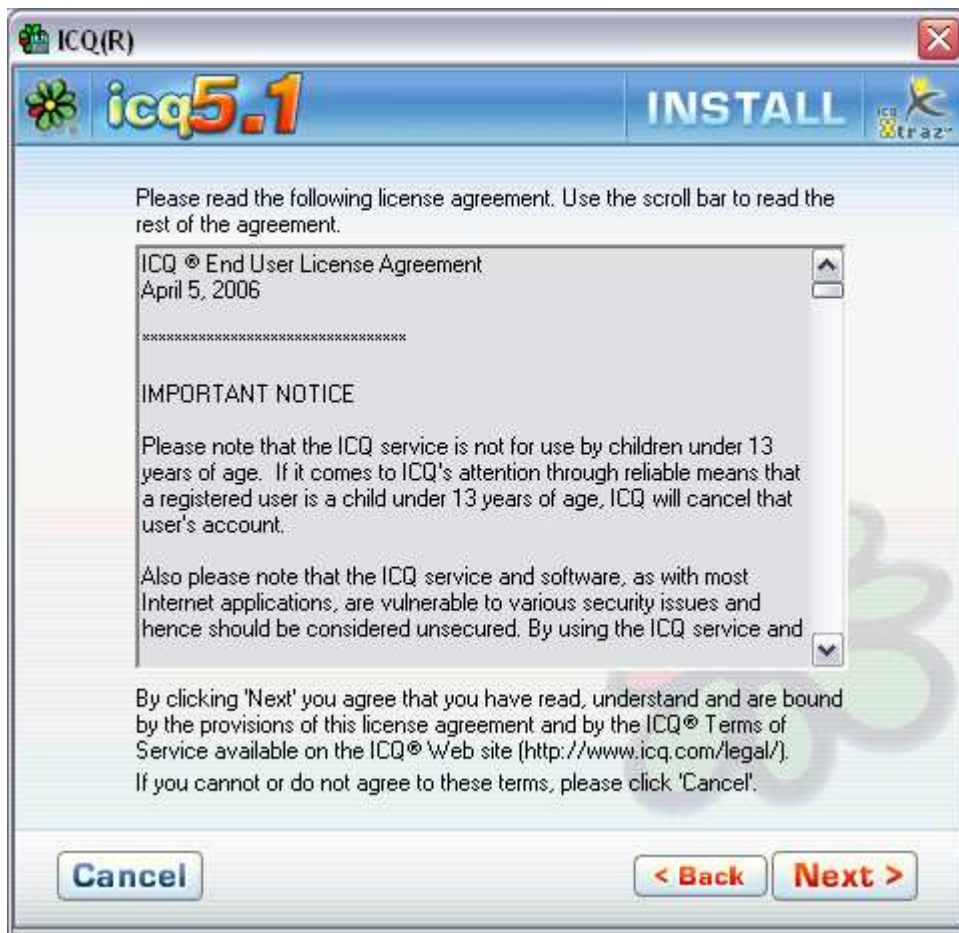 ICQ(R)
icq5.1
INSTALL
icq
Xtraz™
Please read the following license agreement. Use the scroll bar to read the
rest of the agreement.
ICQ ® End User License Agreement
April 5, 2006
*********************************
IMPORTANT NOTICE
Please note that the ICQ service is not for use by children under 13
years of age.  If it comes to ICQ's attention through reliable means that
a registered user is a child under 13 years of age, ICQ will cancel that
user's account.
Also please note that the ICQ service and software, as with most
Internet applications, are vulnerable to various security issues and
hence should be considered unsecured. By using the ICQ service and
By clicking 'Next' you agree that you have read, understand and are bound
by the provisions of this license agreement and by the ICQ® Terms of
Service available on the ICQ® Web site (http://www.icq.com/legal/).
If you cannot or do not agree to these terms, please click 'Cancel'.
Cancel
< Back
Next >